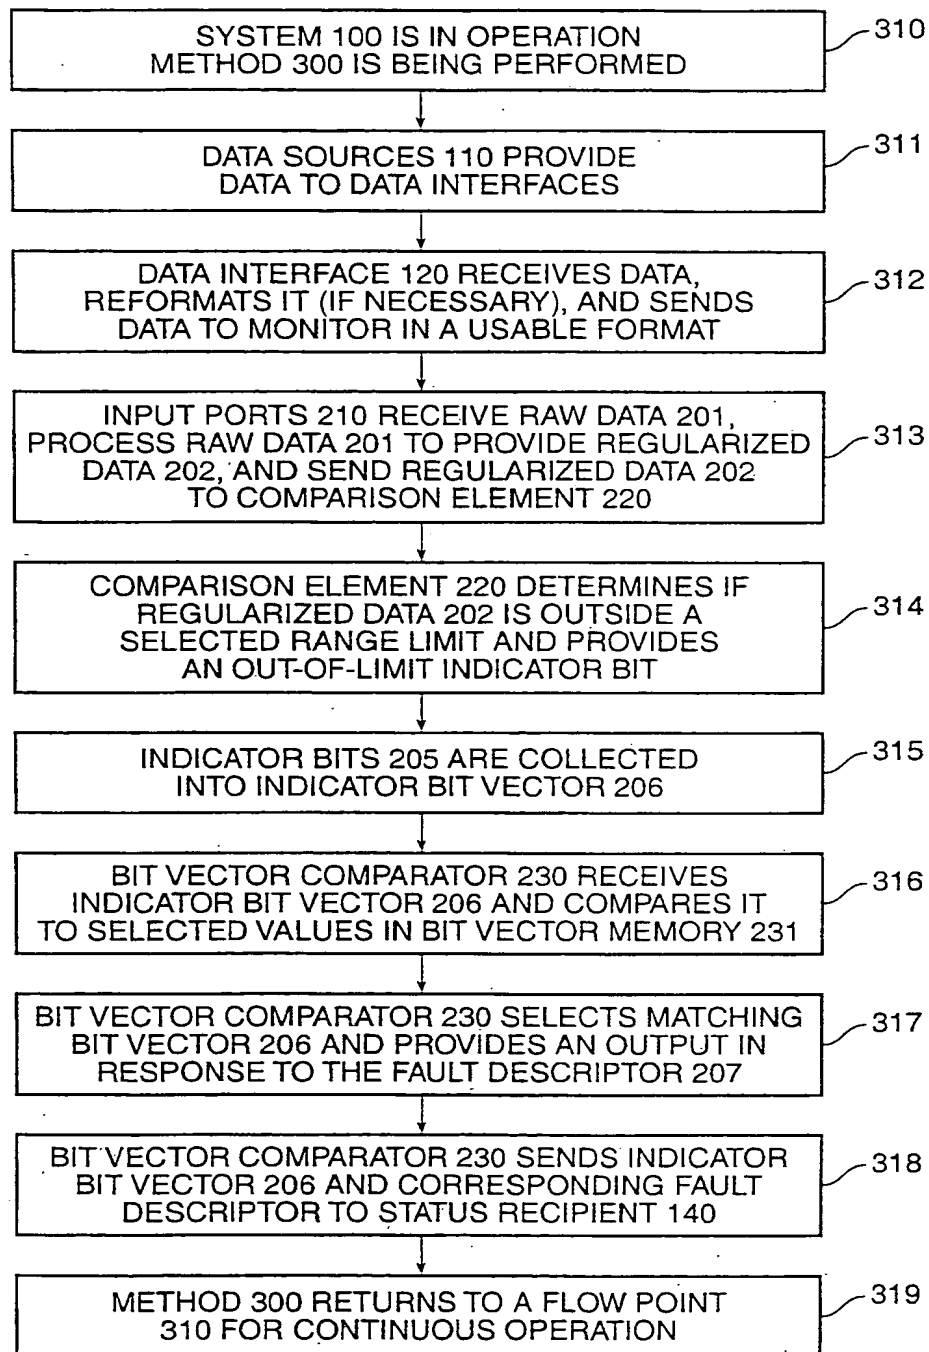 SYSTEM 100 IS IN OPERATION
METHOD 300 IS BEING PERFORMED
310
DATA SOURCES 110 PROVIDE
DATA TO DATA INTERFACES
311
DATA INTERFACE 120 RECEIVES DATA,
REFORMATS IT (IF NECESSARY), AND SENDS
DATA TO MONITOR IN A USABLE FORMAT
312
INPUT PORTS 210 RECEIVE RAW DATA 201,
PROCESS RAW DATA 201 TO PROVIDE REGULARIZED
DATA 202, AND SEND REGULARIZED DATA 202
TO COMPARISON ELEMENT 220
313
COMPARISON ELEMENT 220 DETERMINES IF
REGULARIZED DATA 202 IS OUTSIDE A
SELECTED RANGE LIMIT AND PROVIDES
AN OUT-OF-LIMIT INDICATOR BIT
314
INDICATOR BITS 205 ARE COLLECTED
INTO INDICATOR BIT VECTOR 206
315
BIT VECTOR COMPARATOR 230 RECEIVES
INDICATOR BIT VECTOR 206 AND COMPARES IT
TO SELECTED VALUES IN BIT VECTOR MEMORY 231
316
BIT VECTOR COMPARATOR 230 SELECTS MATCHING
BIT VECTOR 206 AND PROVIDES AN OUTPUT IN
RESPONSE TO THE FAULT DESCRIPTOR 207
317
BIT VECTOR COMPARATOR 230 SENDS INDICATOR
BIT VECTOR 206 AND CORRESPONDING FAULT
DESCRIPTOR TO STATUS RECIPIENT 140
318
METHOD 300 RETURNS TO A FLOW POINT
310 FOR CONTINUOUS OPERATION
319